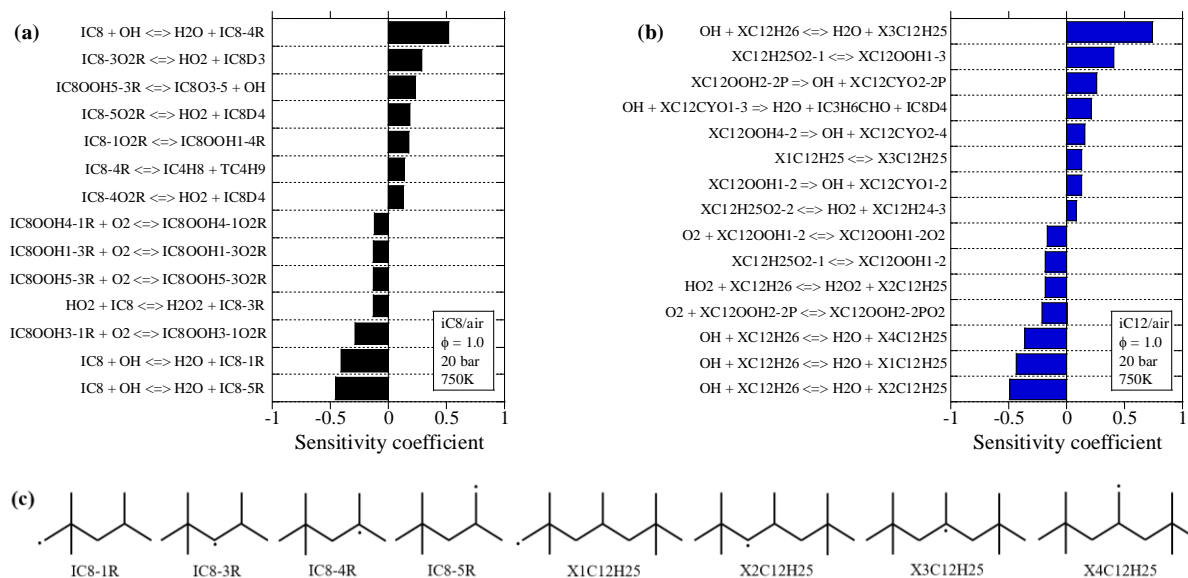 (a)
IC8 + OH <=> H2O + IC8-4R
IC8-3O2R <=> HO2 + IC8D3
IC8OOH5-3R <=> IC8O3-5 + OH
IC8-5O2R <=> HO2 + IC8D4
IC8-1O2R <=> IC8OOH1-4R
IC8-4R <=> IC4H8 + TC4H9
IC8-4O2R <=> HO2 + IC8D4
IC8OOH4-1R + O2 <=> IC8OOH4-1O2R
IC8OOH1-3R + O2 <=> IC8OOH1-3O2R
IC8OOH5-3R + O2 <=> IC8OOH5-3O2R
HO2 + IC8 <=> H2O2 + IC8-3R
IC8OOH3-1R + O2 <=> IC8OOH3-1O2R
IC8 + OH <=> H2O + IC8-1R
IC8 + OH <=> H2O + IC8-5R
iC8/air
ϕ = 1.0
20 bar
750K
-1 -0.5 0 0.5 1
Sensitivity coefficient
(b)
OH + XC12H26 <=> H2O + X3C12H25
XC12H25O2-1 <=> XC12OOH1-3
XC12OOH2-2P => OH + XC12CYO2-2P
OH + XC12CYO1-3 => H2O + IC3H6CHO + IC8D4
XC12OOH4-2 => OH + XC12CYO2-4
X1C12H25 <=> X3C12H25
XC12OOH1-2 => OH + XC12CYO1-2
XC12H25O2-2 <=> HO2 + XC12H24-3
O2 + XC12OOH1-2 <=> XC12OOH1-2O2
XC12H25O2-1 <=> XC12OOH1-2
HO2 + XC12H26 <=> H2O2 + X2C12H25
O2 + XC12OOH2-2P <=> XC12OOH2-2PO2
OH + XC12H26 <=> H2O + X4C12H25
OH + XC12H26 <=> H2O + X1C12H25
OH + XC12H26 <=> H2O + X2C12H25
iC12/air
ϕ = 1.0
20 bar
750K
-1 -0.5 0 0.5 1
Sensitivity coefficient
(c)
IC8-1R IC8-3R IC8-4R IC8-5R X1C12H25 X2C12H25 X3C12H25 X4C12H25